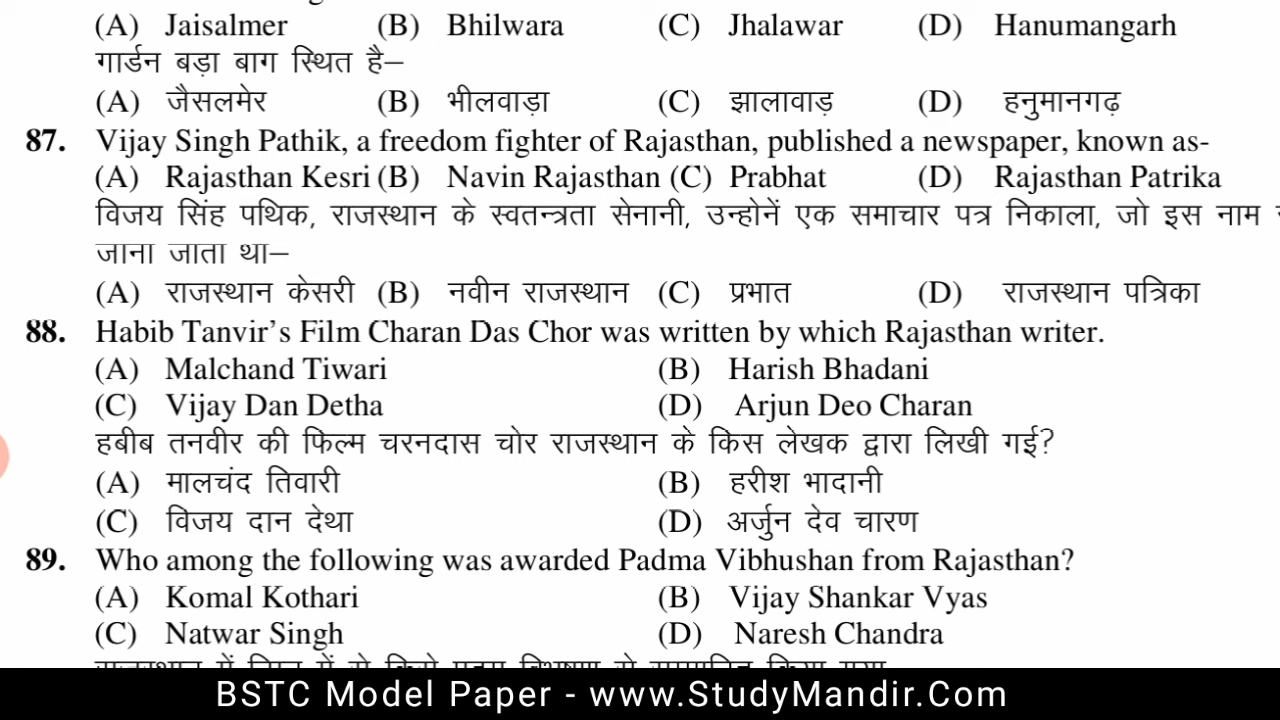 (A) Jaisalmer (B) Bhilwara (C) Jhalawar (D) Hanumangarh
गार्डन बड़ा बाग स्थित है–
(A) जैसलमेर (B) भीलवाड़ा (C) झालावाड़ (D) हनुमानगढ़
87. Vijay Singh Pathik, a freedom fighter of Rajasthan, published a newspaper, known as-
(A) Rajasthan Kesri (B) Navin Rajasthan (C) Prabhat (D) Rajasthan Patrika
विजय सिंह पथिक, राजस्थान के स्वतन्त्रता सेनानी, उन्होनें एक समाचार पत्र निकाला, जो इस नाम
जाना जाता था–
(A) राजस्थान केसरी (B) नवीन राजस्थान (C) प्रभात (D) राजस्थान पत्रिका
88. Habib Tanvir's Film Charan Das Chor was written by which Rajasthan writer.
(A) Malchand Tiwari (B) Harish Bhadani
(C) Vijay Dan Detha (D) Arjun Deo Charan
हबीब तनवीर की फिल्म चरनदास चोर राजस्थान के किस लेखक द्वारा लिखी गई?
(A) मालचंद तिवारी (B) हरीश भादानी
(C) विजय दान देथा (D) अर्जुन देव चारण
89. Who among the following was awarded Padma Vibhushan from Rajasthan?
(A) Komal Kothari (B) Vijay Shankar Vyas
(C) Natwar Singh (D) Naresh Chandra
BSTC Model Paper - www.StudyMandir.Com